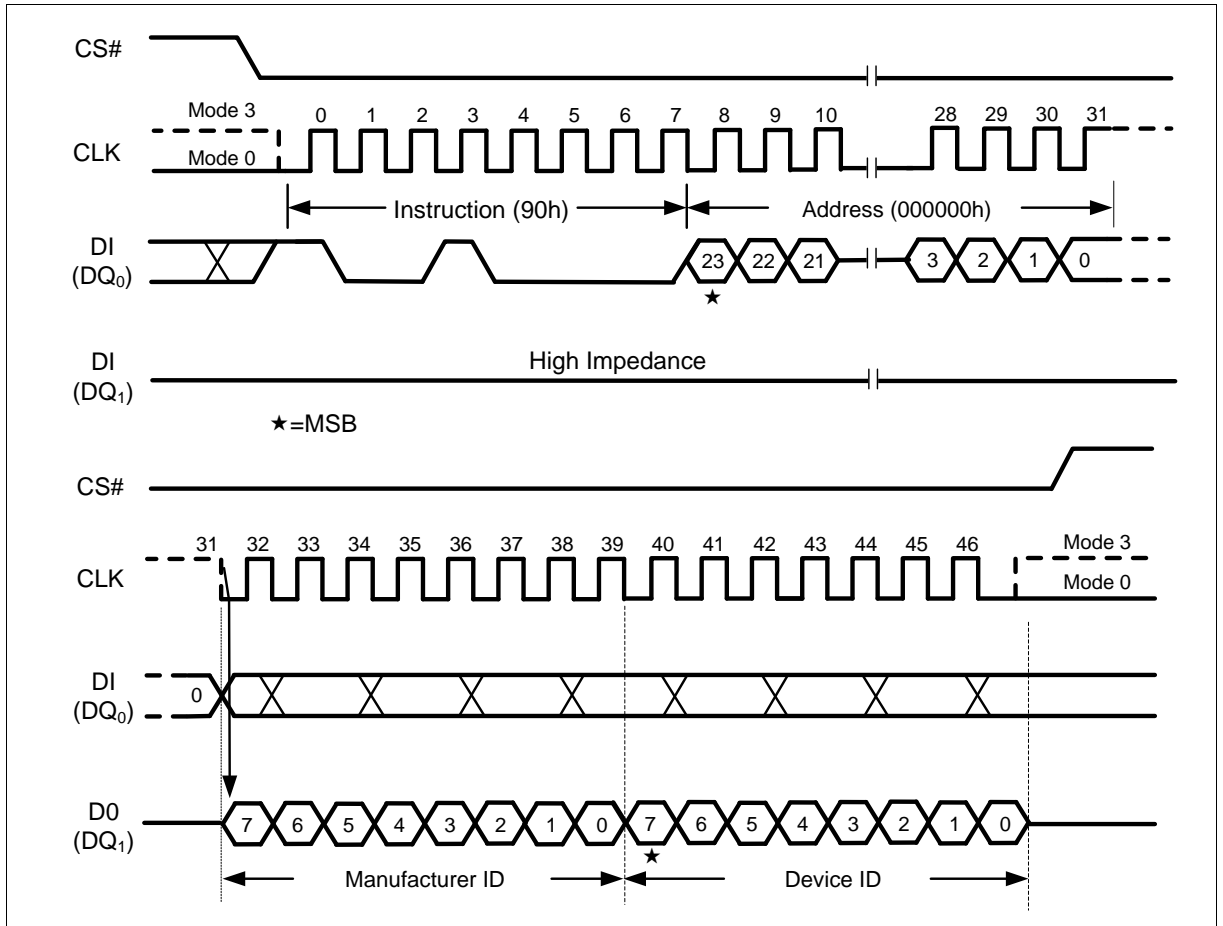 CS#
Mode 3
0 1 2 3 4 5 6 7 8 9 10 28 29 30 31
CLK
Mode 0
Instruction (90h) Address (000000h)
DI
(DQ0)
23 22 21 3 2 1 0
★
DI
(DQ1)
High Impedance
★=MSB
CS#
31 32 33 34 35 36 37 38 39 40 41 42 43 44 45 46
Mode 3
CLK
Mode 0
DI
(DQ0)
0
D0
(DQ1)
7 6 5 4 3 2 1 0 7 6 5 4 3 2 1 0
★
Manufacturer ID Device ID